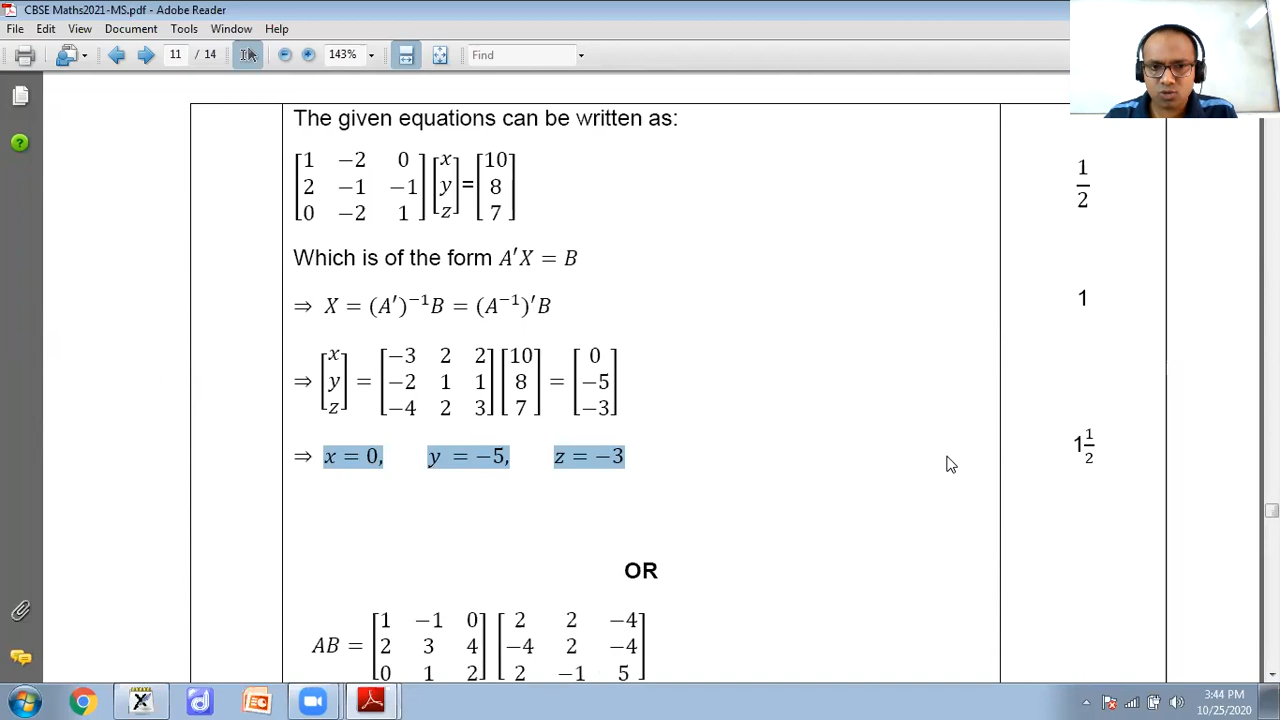 CBSE Maths2021-MS.pdf - Adobe Reader
File Edit View Document Tools Window Help
11 / 14 143% Find
The given equations can be written as:
[1 −2 0] [x] [10]
[2 −1 −1] [y] = [8]
[0 −2 1] [z] [7]
1/2
Which is of the form A′X = B
⇒ X = (A′)⁻¹B = (A⁻¹)′B
1
[x] [−3 2 2] [10] [0]
⇒ [y] = [−2 1 1] [8] = [−5]
[z] [−4 2 3] [7] [−3]
⇒ x = 0, y = −5, z = −3
1 1/2
OR
[1 −1 0] [2 2 −4]
AB = [2 3 4] [−4 2 −4]
[0 1 2] [2 −1 5]
3:44 PM
10/25/2020